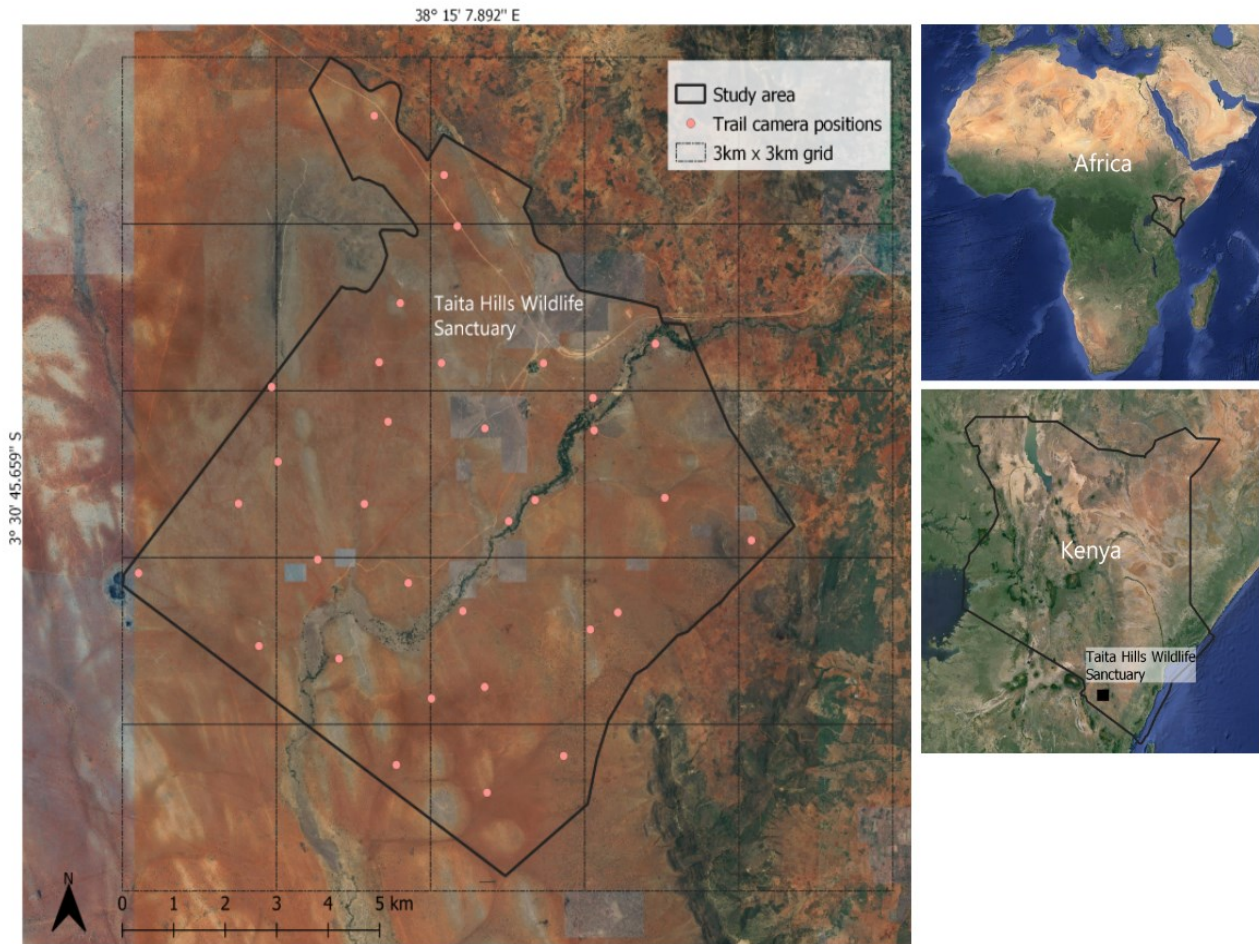 38° 15' 7.892" E
3° 30' 45.659" S
Study area
Trail camera positions
3km x 3km grid
Taita Hills Wildlife
Sanctuary
N
0 1 2 3 4 5 km
Africa
Kenya
Taita Hills Wildlife
Sanctuary